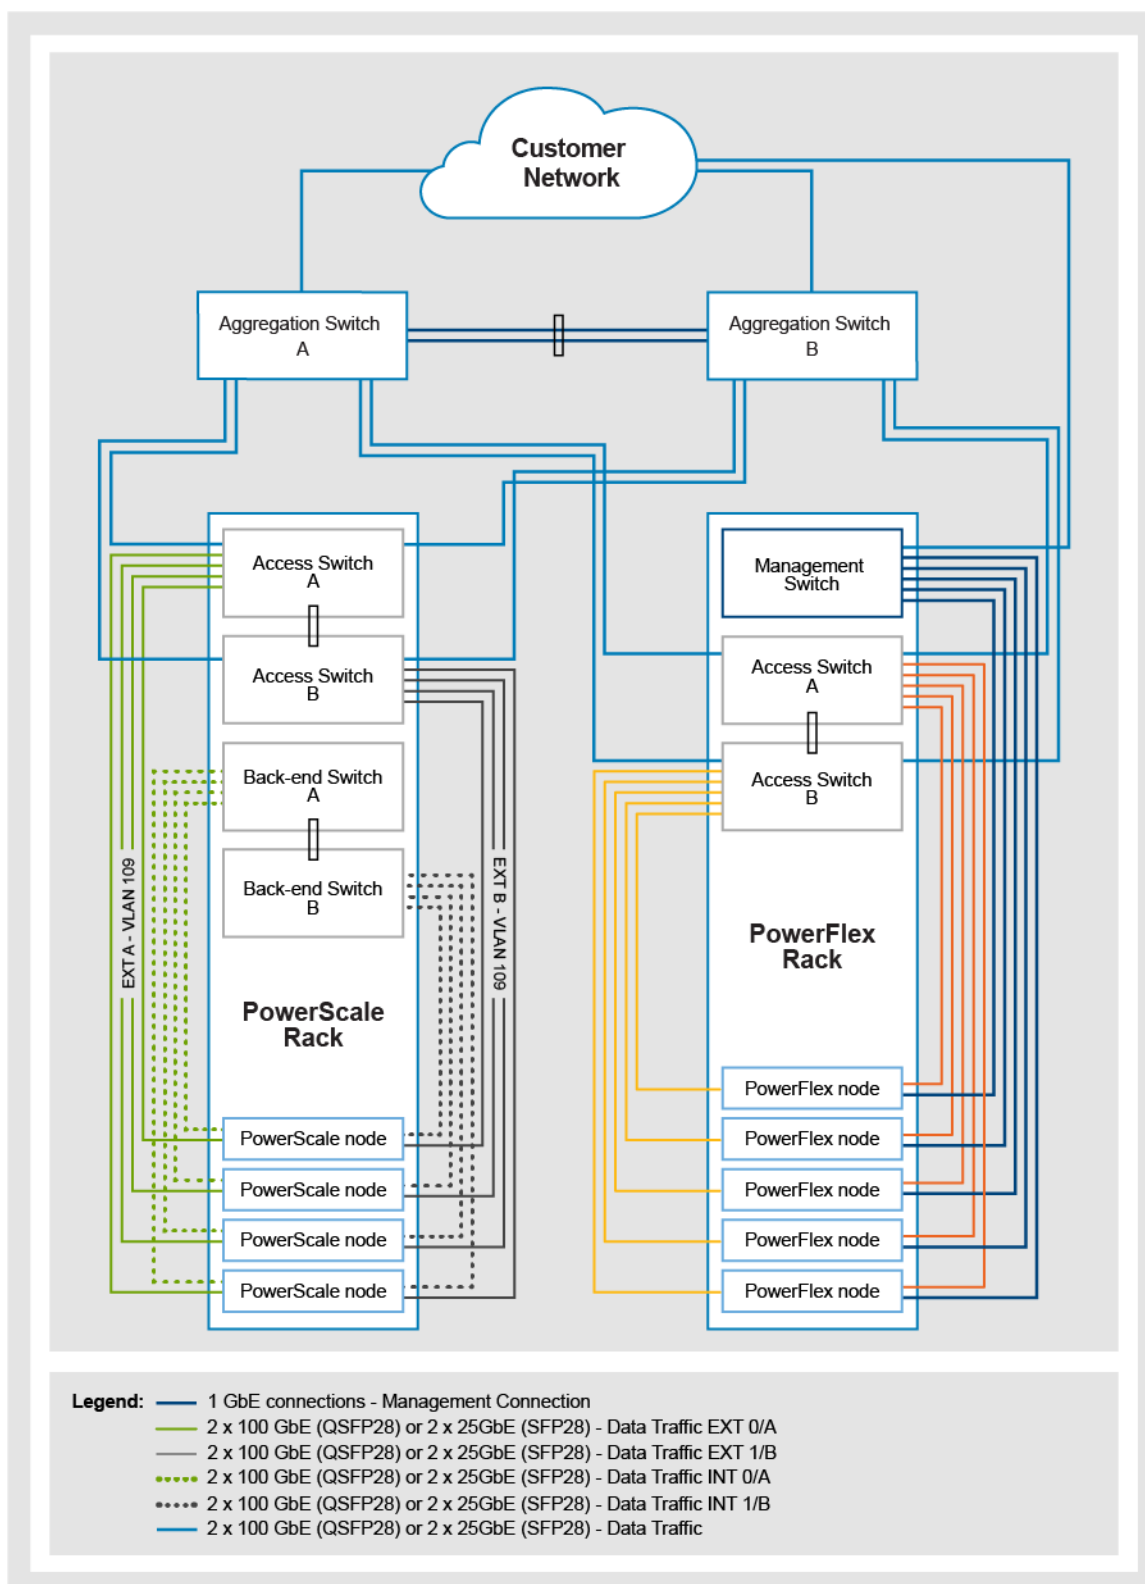 Customer
Network
Aggregation Switch
A
Aggregation Switch
B
Access Switch
A
Access Switch
B
Back-end Switch
A
Back-end Switch
B
EXT A - VLAN 109
EXT B - VLAN 109
PowerScale
Rack
PowerScale node
PowerScale node
PowerScale node
PowerScale node
Management
Switch
Access Switch
A
Access Switch
B
PowerFlex
Rack
PowerFlex node
PowerFlex node
PowerFlex node
PowerFlex node
PowerFlex node
Legend:
1 GbE connections - Management Connection
2 x 100 GbE (QSFP28) or 2 x 25GbE (SFP28) - Data Traffic EXT 0/A
2 x 100 GbE (QSFP28) or 2 x 25GbE (SFP28) - Data Traffic EXT 1/B
2 x 100 GbE (QSFP28) or 2 x 25GbE (SFP28) - Data Traffic INT 0/A
2 x 100 GbE (QSFP28) or 2 x 25GbE (SFP28) - Data Traffic INT 1/B
2 x 100 GbE (QSFP28) or 2 x 25GbE (SFP28) - Data Traffic